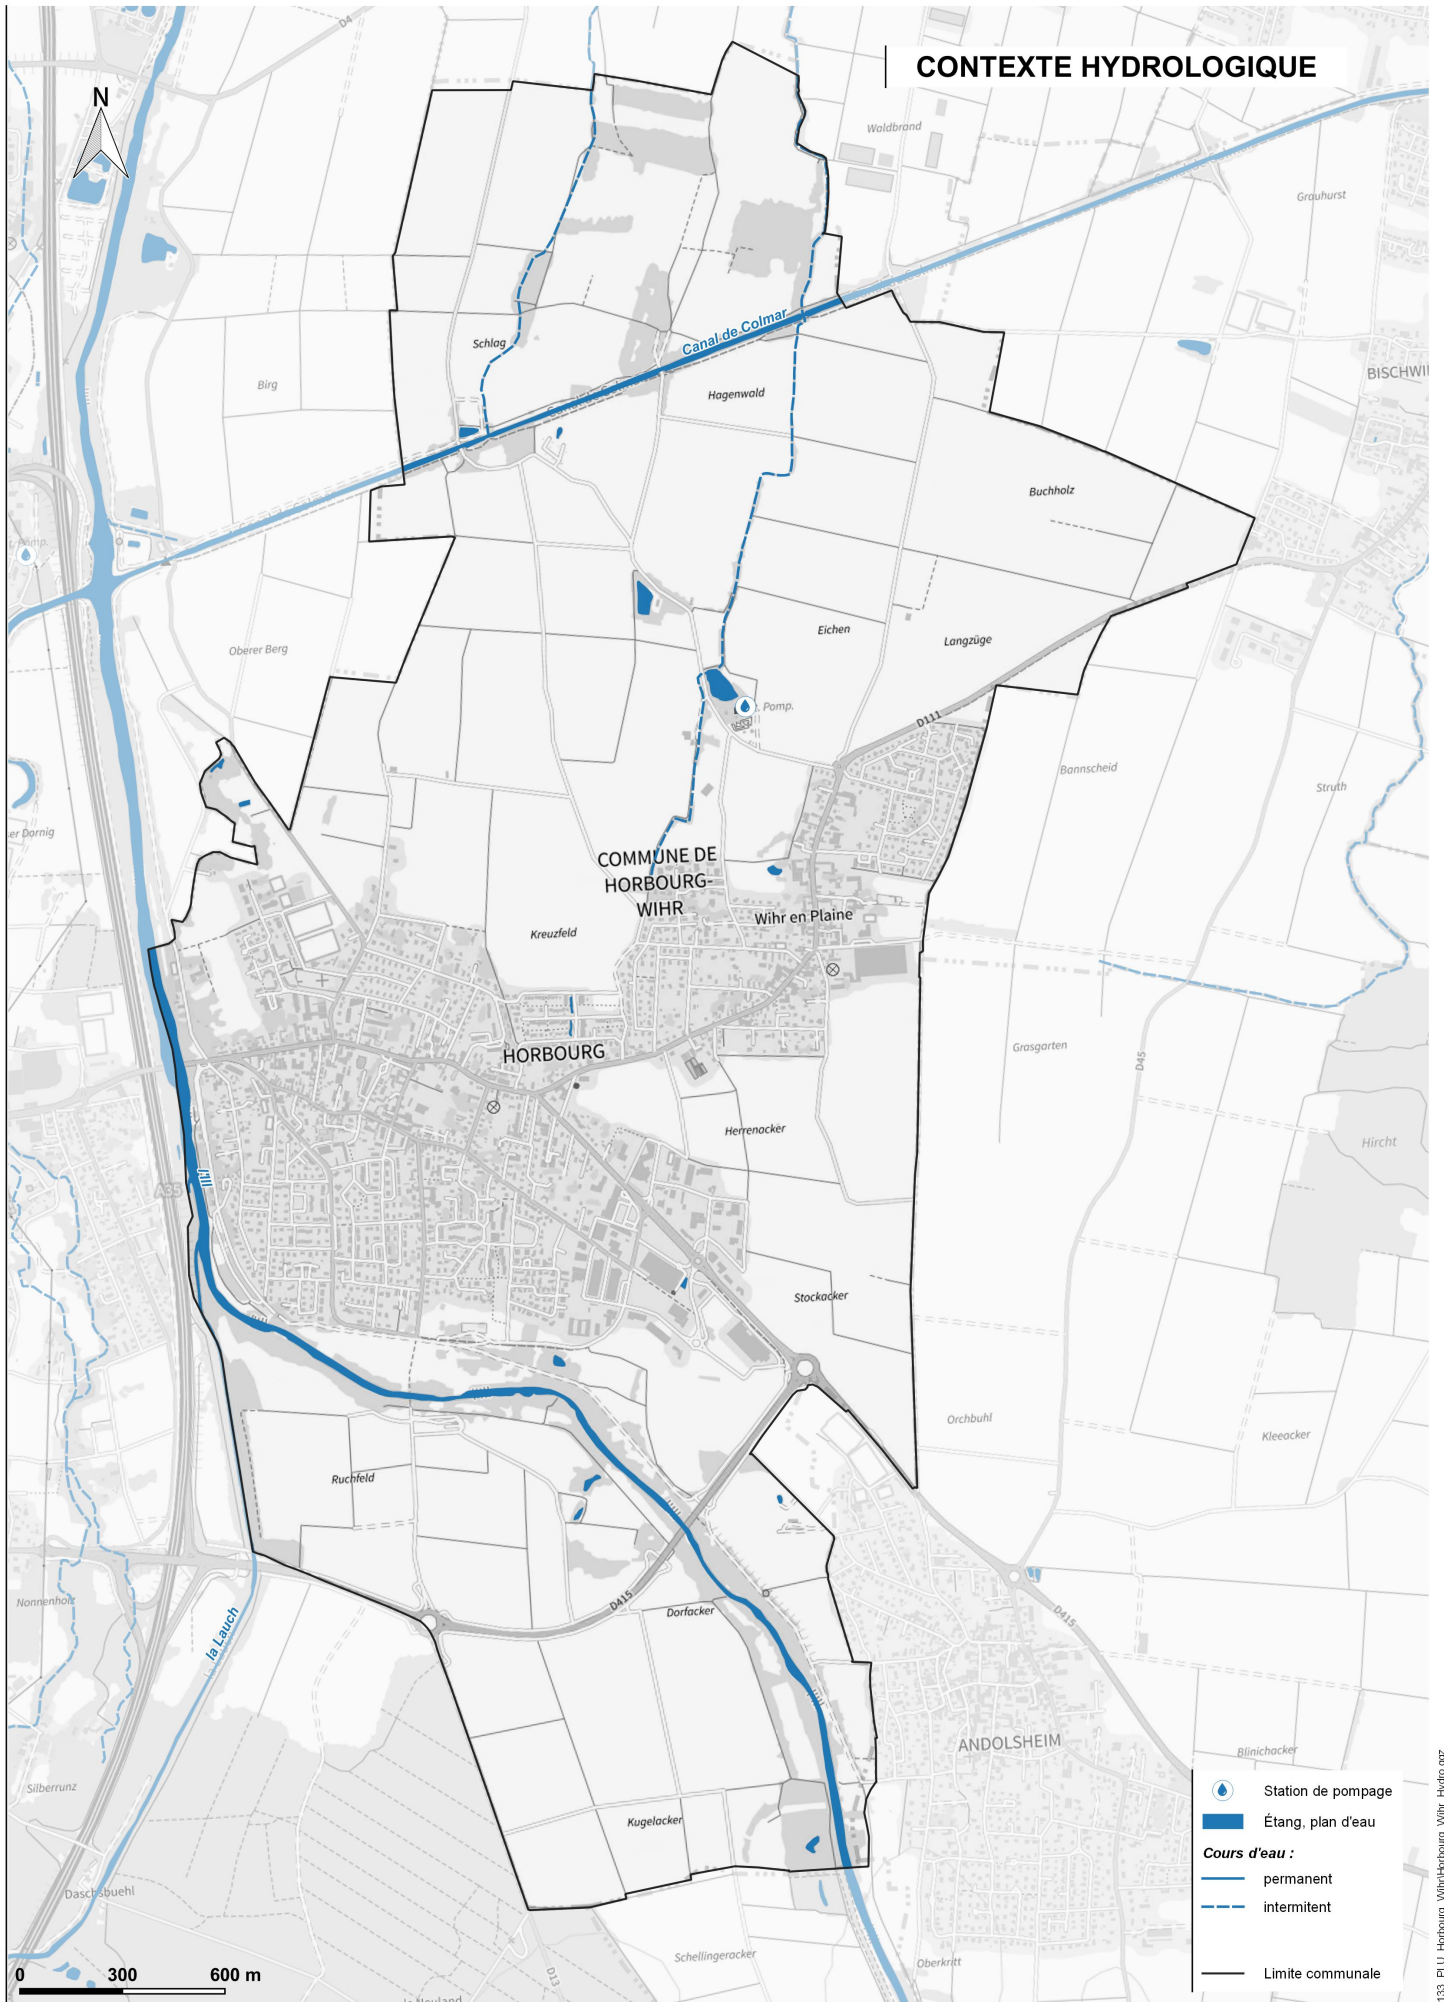 CONTEXTE HYDROLOGIQUE
N
D4
Waldbrand
Grauhurst
Canal de Colmar
Schlag
Hagenwald
Birg
BISCHWI
Buchholz
Pomp.
Oberer Berg
Eichen
Langzüge
. Pomp.
D111
Bannscheid
Struth
er Dornig
COMMUNE DE
HORBOURG-
WIHR
Wihr en Plaine
Kreuzfeld
HORBOURG
Grasgarten
D45
Herrenacker
Hircht
A35
l'Ill
Stockacker
Orchbuhl
Kleeacker
Ruchfeld
Nonnenholz
D415
Dorfacker
D415
la Lauch
ANDOLSHEIM
Blinichacker
Silberrunz
Kugelacker
Daschsbuehl
Schellingeracker
Oberkritt
D13
0 300 600 m
Station de pompage
Étang, plan d'eau
Cours d'eau :
permanent
intermitent
Limite communale